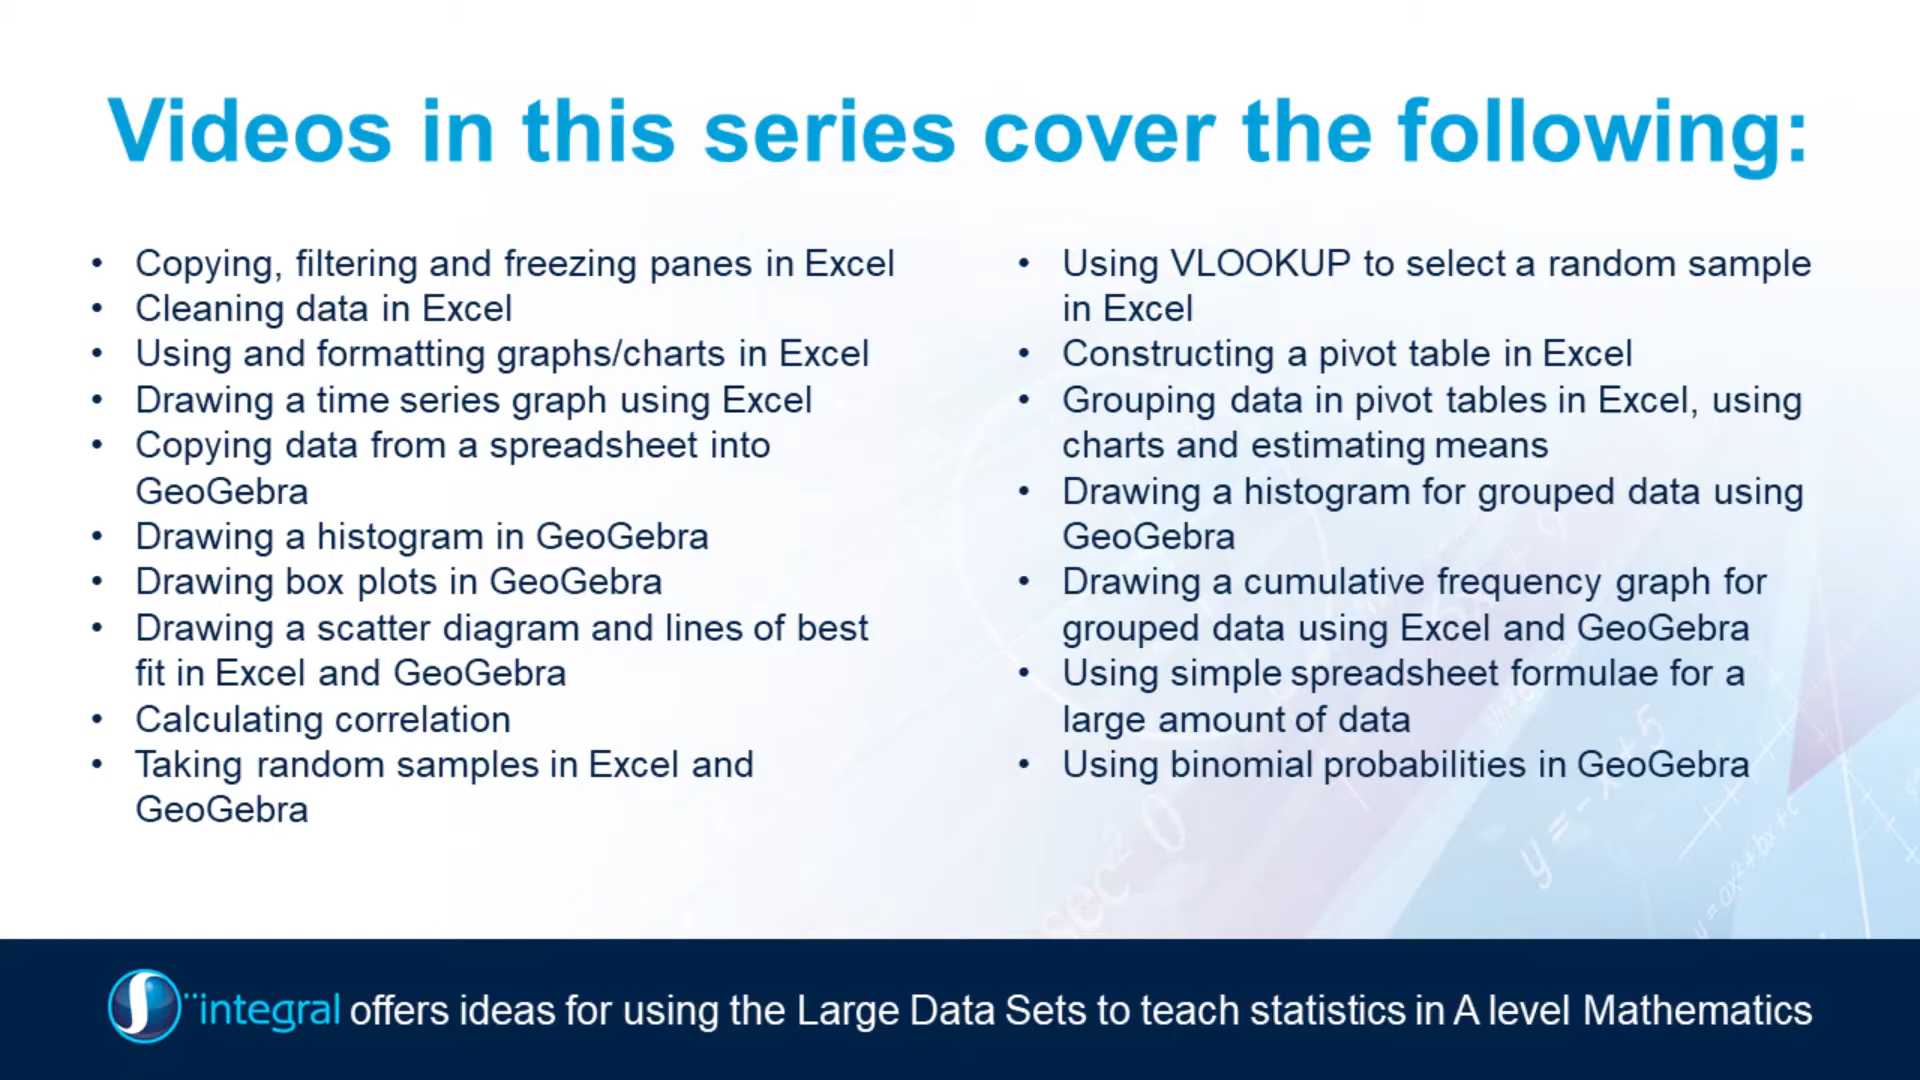 Videos in this series cover the following:
• Copying, filtering and freezing panes in Excel
• Cleaning data in Excel
• Using and formatting graphs/charts in Excel
• Drawing a time series graph using Excel
• Copying data from a spreadsheet into
GeoGebra
• Drawing a histogram in GeoGebra
• Drawing box plots in GeoGebra
• Drawing a scatter diagram and lines of best
fit in Excel and GeoGebra
• Calculating correlation
• Taking random samples in Excel and
GeoGebra
• Using VLOOKUP to select a random sample
in Excel
• Constructing a pivot table in Excel
• Grouping data in pivot tables in Excel, using
charts and estimating means
• Drawing a histogram for grouped data using
GeoGebra
• Drawing a cumulative frequency graph for
grouped data using Excel and GeoGebra
• Using simple spreadsheet formulae for a
large amount of data
• Using binomial probabilities in GeoGebra
sec² θ
y = -x+5
y = ax²+bx+c
integral offers ideas for using the Large Data Sets to teach statistics in A level Mathematics